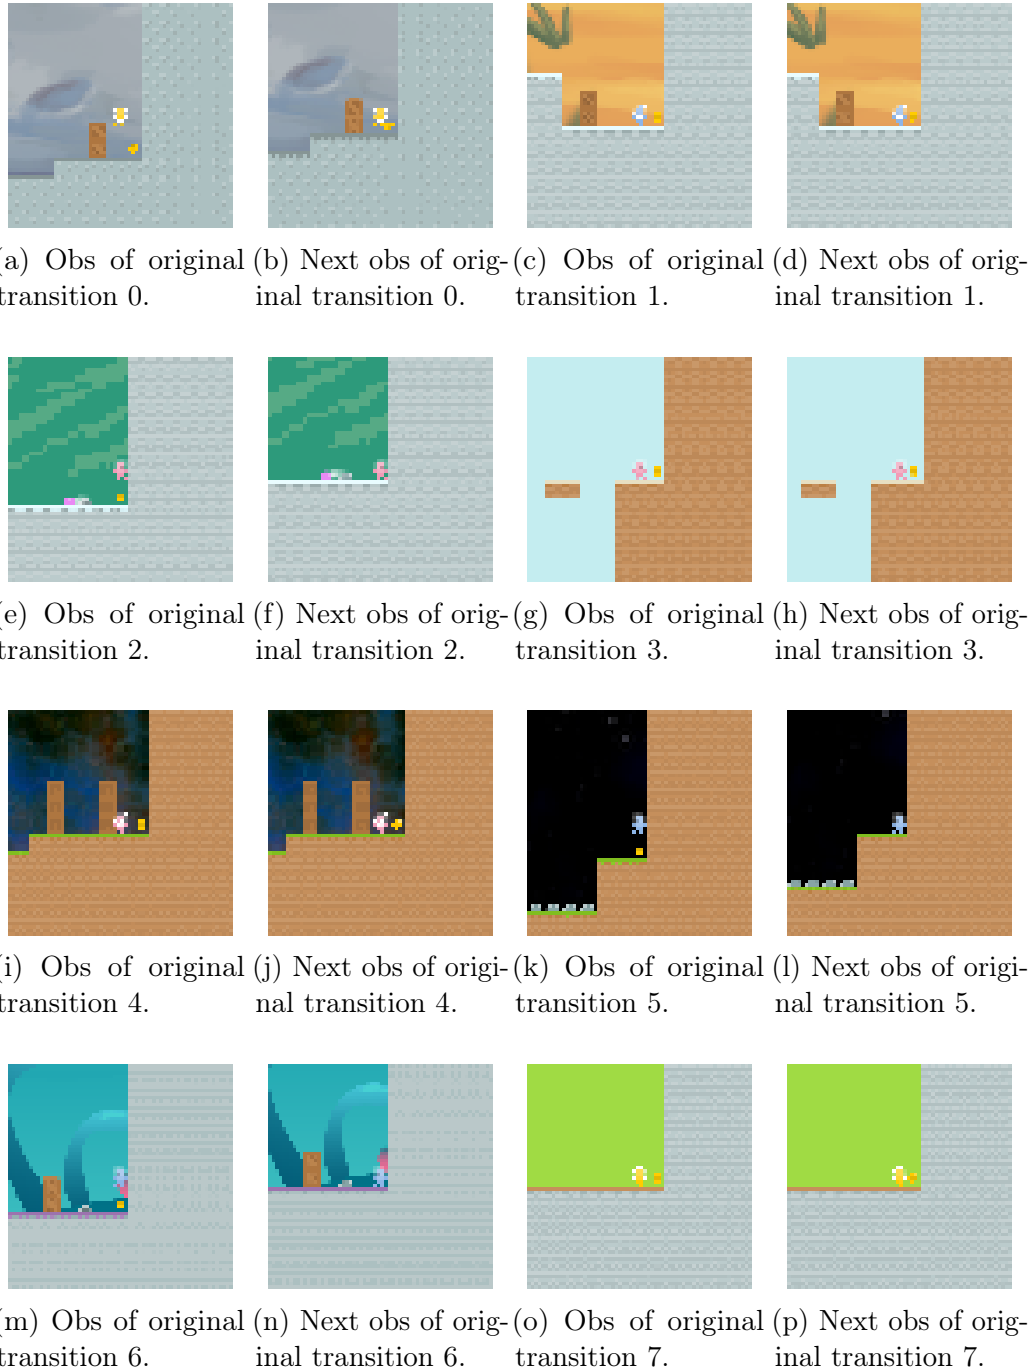 (a) Obs of original
transition 0.
(b) Next obs of orig-
inal transition 0.
(c) Obs of original
transition 1.
(d) Next obs of orig-
inal transition 1.
(e) Obs of original
transition 2.
(f) Next obs of orig-
inal transition 2.
(g) Obs of original
transition 3.
(h) Next obs of orig-
inal transition 3.
(i) Obs of original
transition 4.
(j) Next obs of origi-
nal transition 4.
(k) Obs of original
transition 5.
(l) Next obs of origi-
nal transition 5.
(m) Obs of original
transition 6.
(n) Next obs of orig-
inal transition 6.
(o) Obs of original
transition 7.
(p) Next obs of orig-
inal transition 7.